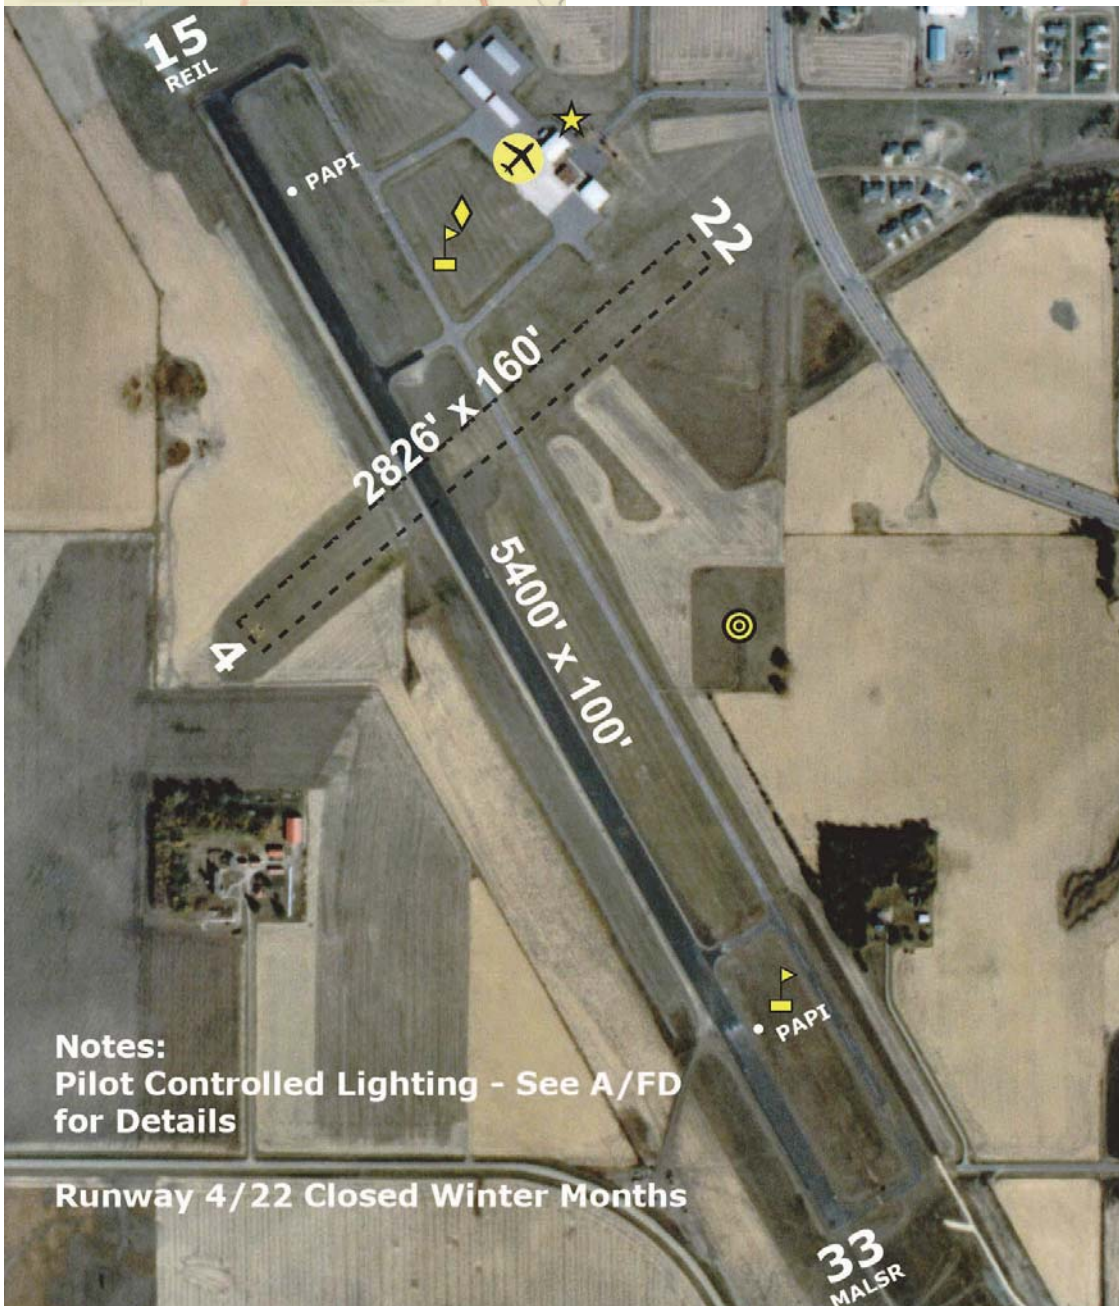 15
REIL
PAPI
22
2826' x 160'
5400' x 100'
4
PAPI
Notes:
Pilot Controlled Lighting - See A/FD
for Details
Runway 4/22 Closed Winter Months
33
MALSR